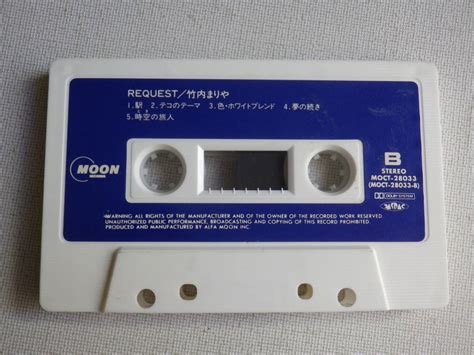 REQUEST／竹内まりや
1.駅 2.テコのテーマ 3.色・ホワイトブレンド 4.夢の続き
5.時空の旅人
MOON
RECORDS
B
STEREO
MOCT-28033
(MOCT-28033-B)
DOLBY SYSTEM
WARNING ALL RIGHTS OF THE MANUFACTURER AND OF THE OWNER OF THE RECORDED WORK RESERVED
UNAUTHORIZED PUBLIC PERFORMANCE, BROADCASTING AND COPYING OF THIS RECORD PROHIBITED
PRODUCED AND MANUFACTURED BY ALFA MOON INC.